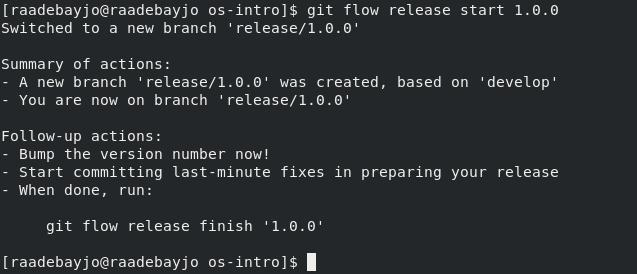 [raadebayjo@raadebayjo os-intro]$ git flow release start 1.0.0
Switched to a new branch 'release/1.0.0'
Summary of actions:
- A new branch 'release/1.0.0' was created, based on 'develop'
- You are now on branch 'release/1.0.0'
Follow-up actions:
- Bump the version number now!
- Start committing last-minute fixes in preparing your release
- When done, run:
git flow release finish '1.0.0'
[raadebayjo@raadebayjo os-intro]$